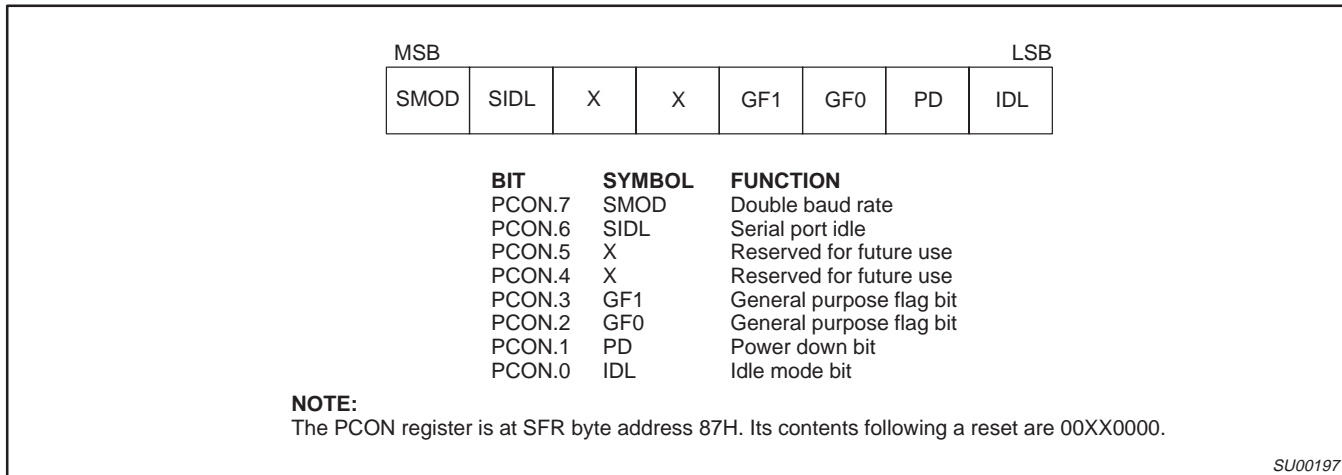 MSB LSB
SMOD SIDL X X GF1 GF0 PD IDL
BIT SYMBOL FUNCTION
PCON.7 SMOD Double baud rate
PCON.6 SIDL Serial port idle
PCON.5 X Reserved for future use
PCON.4 X Reserved for future use
PCON.3 GF1 General purpose flag bit
PCON.2 GF0 General purpose flag bit
PCON.1 PD Power down bit
PCON.0 IDL Idle mode bit
NOTE:
The PCON register is at SFR byte address 87H. Its contents following a reset are 00XX0000.
SU00197